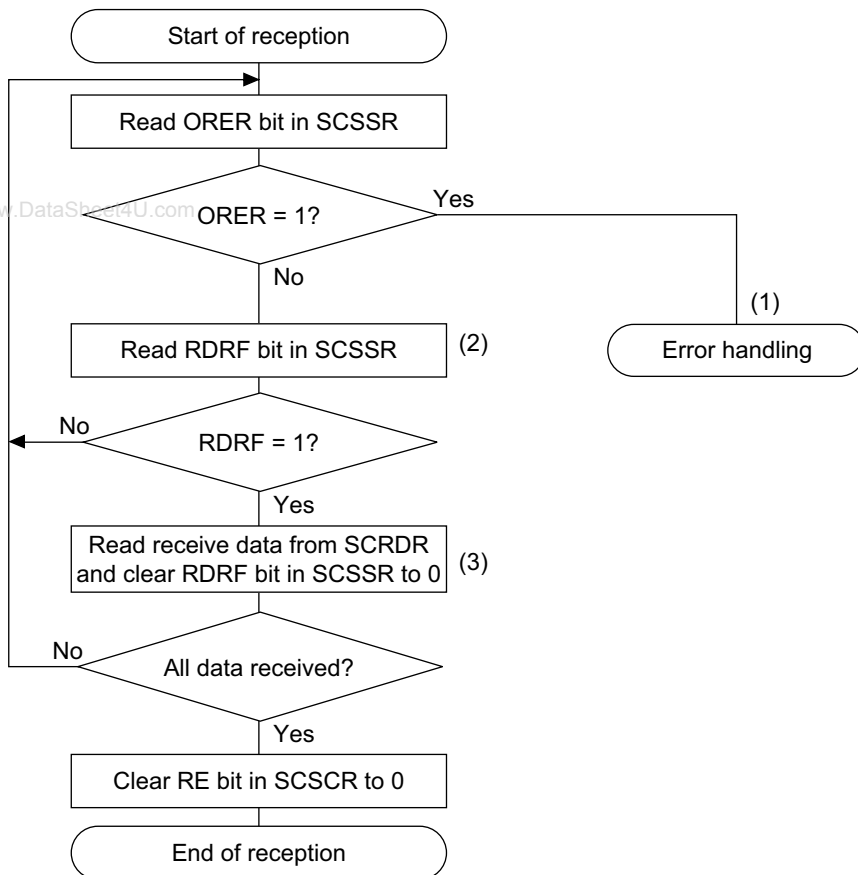 Start of reception
Read ORER bit in SCSSR
w.DataSheet4U.com
ORER = 1?
Yes
No
(1)
Read RDRF bit in SCSSR
(2)
Error handling
No
RDRF = 1?
Yes
Read receive data from SCRDR
and clear RDRF bit in SCSSR to 0
(3)
No
All data received?
Yes
Clear RE bit in SCSCR to 0
End of reception